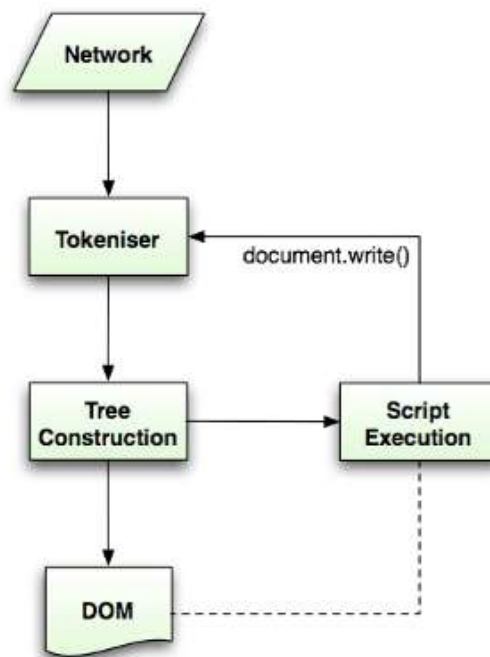 Network
Tokeniser
document.write()
Tree
Construction
Script
Execution
DOM